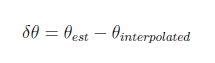 δθ = θ_est − θ_interpolated